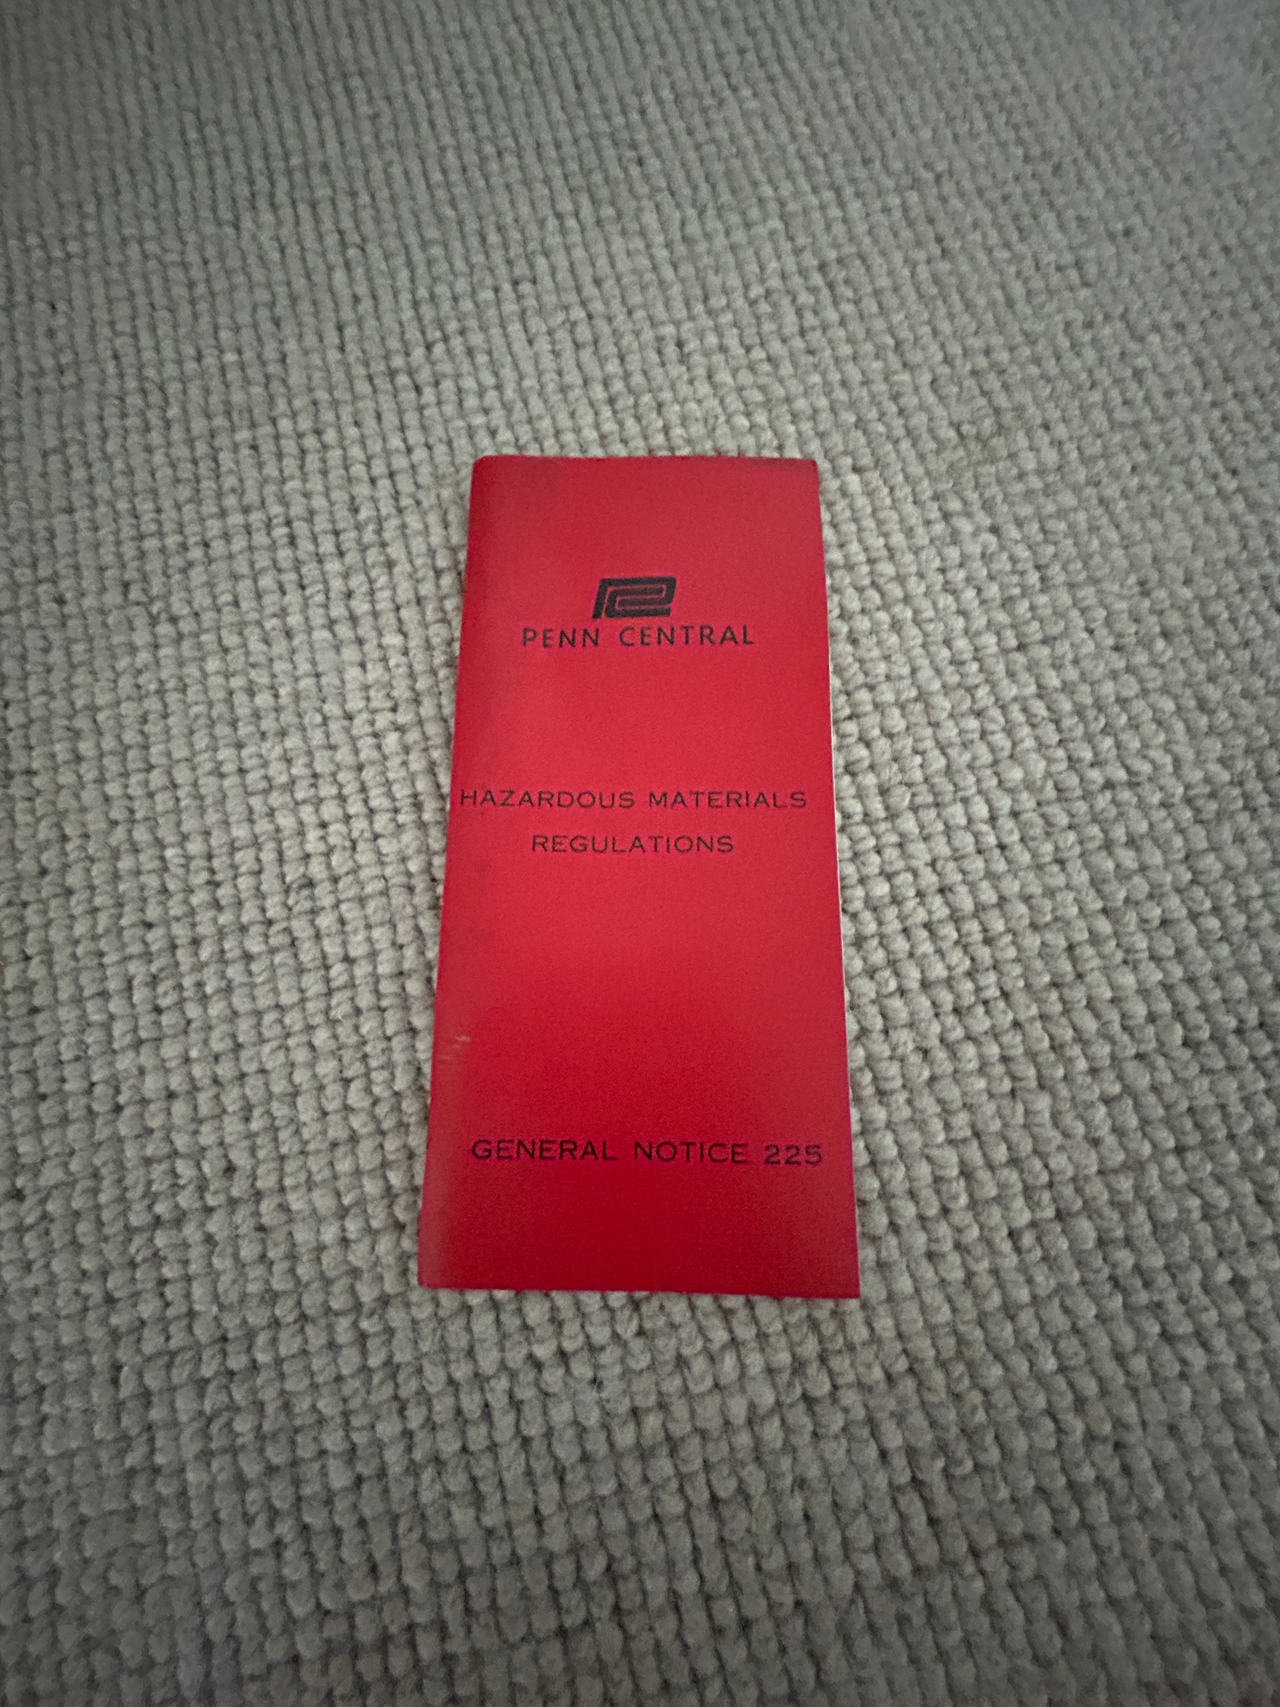 PENN CENTRAL
HAZARDOUS MATERIALS
REGULATIONS
GENERAL NOTICE 225